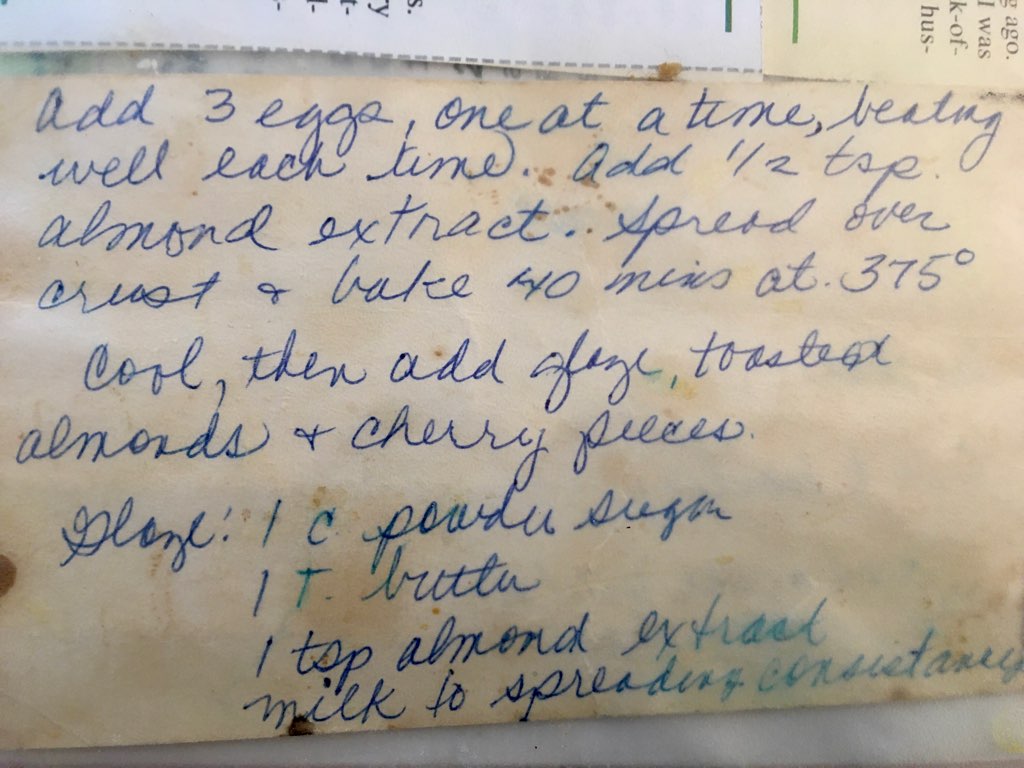 s.
ry
t-
l-
-
g ago.
I was
k-of-
hus-
add 3 eggs, one at a time, beating
well each time. Add 1/2 tsp.
almond extract.. Spread over
crust & bake 40 mins at. 375°
Cool, then add glaze, toasted
almonds & cherry pieces.
Glaze: 1 C. powder sugar
1 T. butter
1 tsp almond extract
milk to spreading consistancy